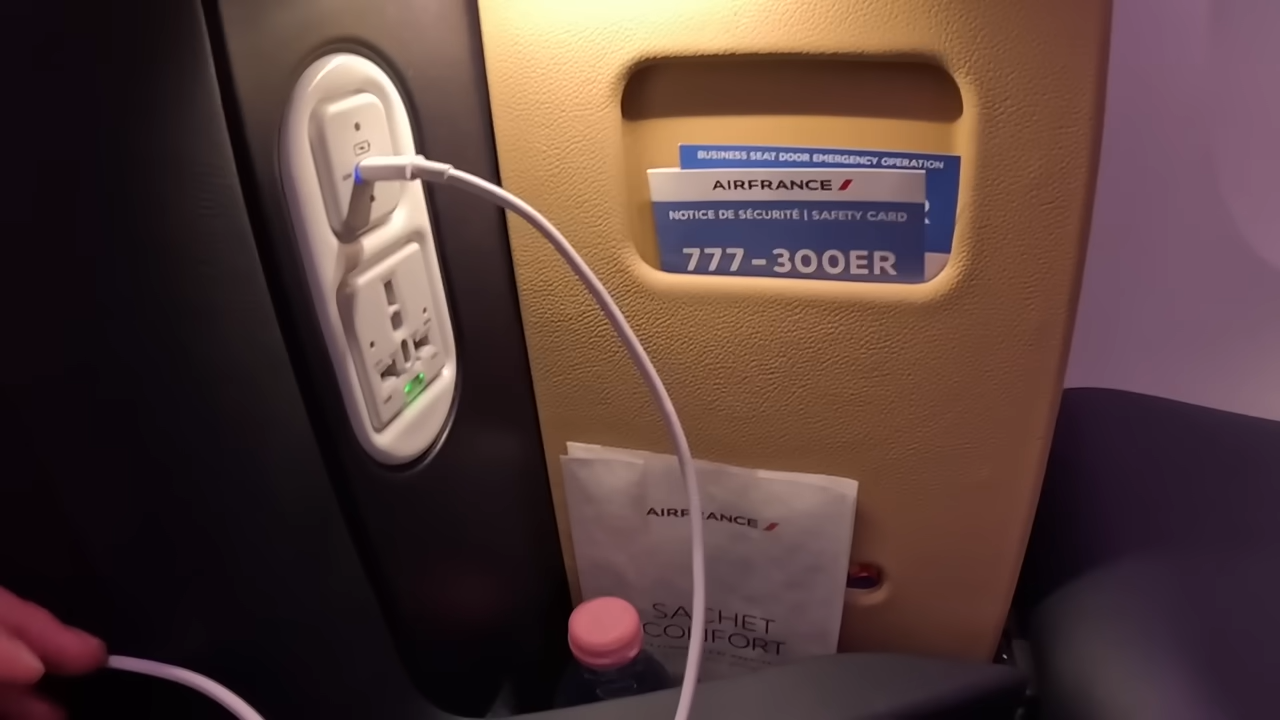 BUSINESS SEAT DOOR EMERGENCY OPERATION
AIRFRANCE
NOTICE DE SÉCURITÉ | SAFETY CARD
777-300ER
AIRFRANCE
SACHET
CONFORT